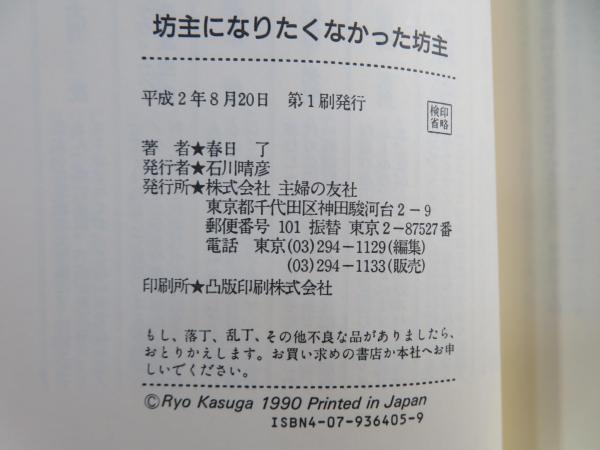 坊主になりたくなかった坊主
平成2年8月20日　第1刷発行
検印省略
著　者★春日　了
発行者★石川晴彦
発行所★株式会社 主婦の友社
東京都千代田区神田駿河台2-9
郵便番号 101 振替 東京2-87527番
電話　東京(03)294-1129(編集)
(03)294-1133(販売)
印刷所★凸版印刷株式会社
もし、落丁、乱丁、その他不良な品がありましたら、
おとりかえします。お買い求めの書店か本社へお申
しいでください。
©Ryo Kasuga 1990 Printed in Japan
ISBN4-07-936405-9